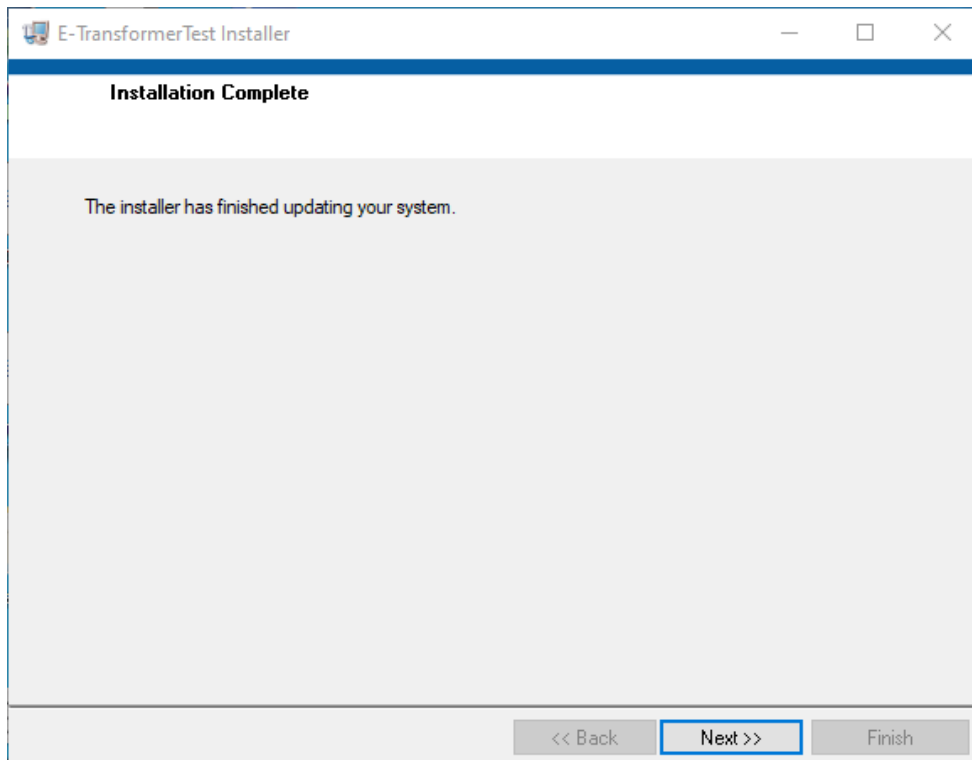 E-TransformerTest Installer
Installation Complete
The installer has finished updating your system.
<< Back Next >> Finish